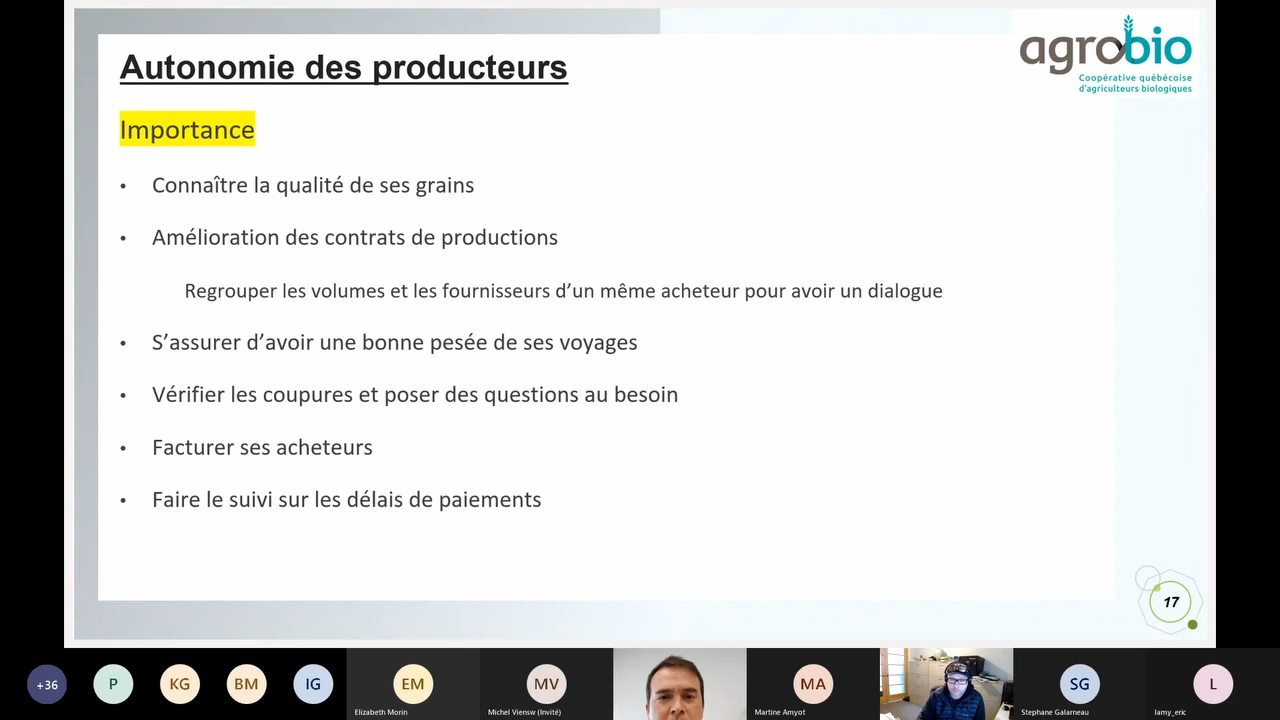 Autonomie des producteurs
agrobio
Coopérative québécoise
d'agriculteurs biologiques
Importance
• Connaître la qualité de ses grains
• Amélioration des contrats de productions
Regrouper les volumes et les fournisseurs d’un même acheteur pour avoir un dialogue
• S’assurer d’avoir une bonne pesée de ses voyages
• Vérifier les coupures et poser des questions au besoin
• Facturer ses acheteurs
• Faire le suivi sur les délais de paiements
17
+36
P
KG
BM
IG
EM
MV
MA
SG
L
Elizabeth Morin
Michel Viensw (Invité)
Martine Amyot
Stephane Galarneau
lamy_eric